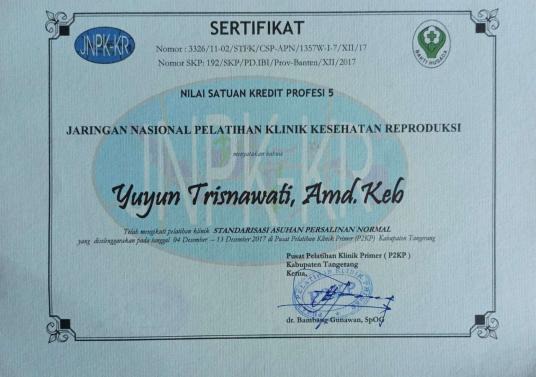 SERTIFIKAT
JNPK-KR
Nomor : 3326/11-02/STFK/CSP-APN/1357W-I-7/XII/17
Nomor SKP: 192/SKP/PD.IBI/Prov-Banten/XII/2017
BAKTI HUSADA
NILAI SATUAN KREDIT PROFESI 5
JARINGAN NASIONAL PELATIHAN KLINIK KESEHATAN REPRODUKSI
menyatakan bahwa
JNPK-KR
Yuyun Trisnawati, Amd.Keb
Telah mengikuti pelatihan klinik STANDARISASI ASUHAN PERSALINAN NORMAL
yang diselenggarakan pada tanggal 04 Desember – 13 Desember 2017 di Pusat Pelatihan Klinik Primer (P2KP) Kabupaten Tangerang
Pusat Pelatihan Klinik Primer ( P2KP )
Kabupaten Tangerang
Ketua,
dr. Bambang Gunawan, SpOG